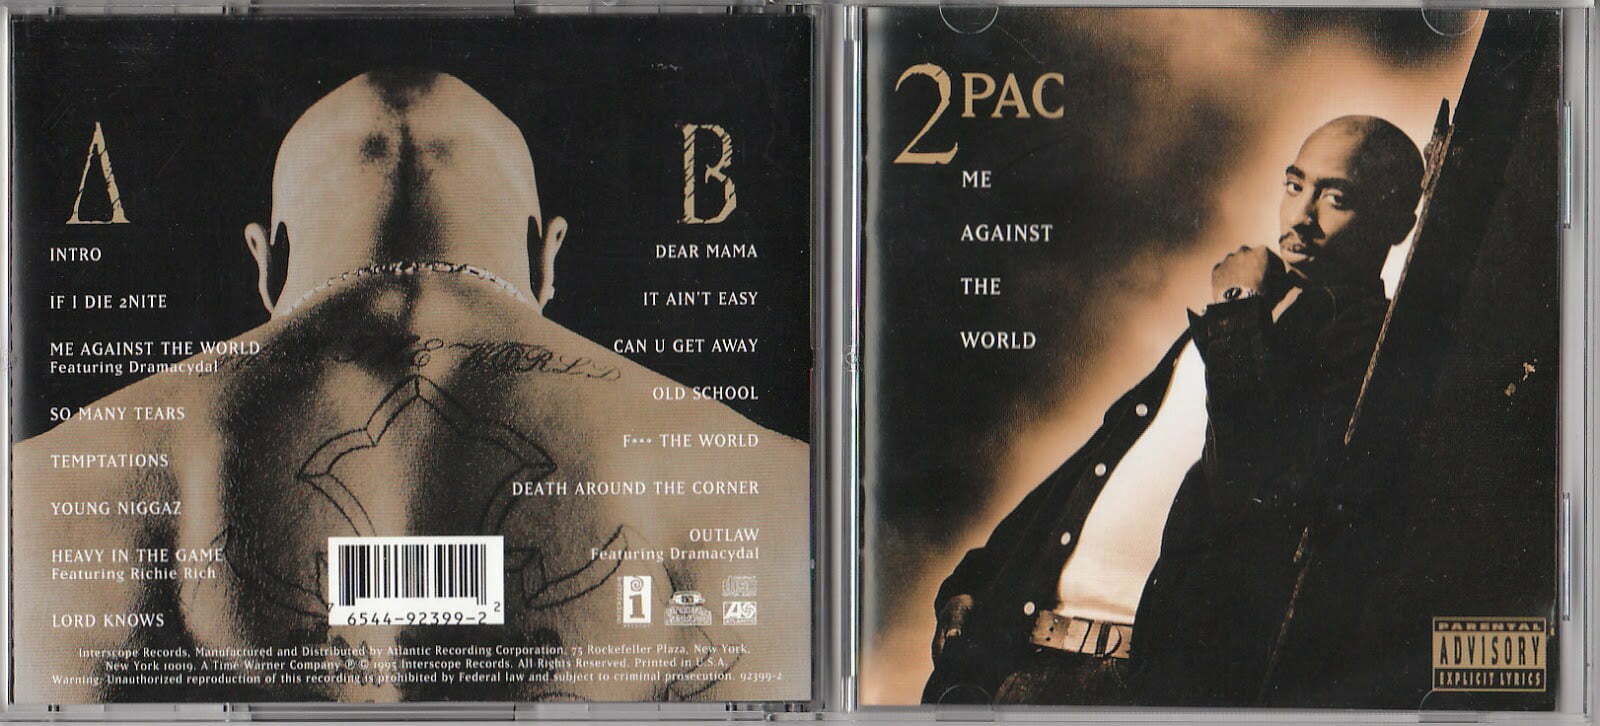 A
INTRO
IF I DIE 2NITE
ME AGAINST THE WORLD
Featuring Dramacydal
SO MANY TEARS
TEMPTATIONS
YOUNG NIGGAZ
HEAVY IN THE GAME
Featuring Richie Rich
LORD KNOWS
B
DEAR MAMA
IT AIN'T EASY
CAN U GET AWAY
OLD SCHOOL
F*** THE WORLD
DEATH AROUND THE CORNER
OUTLAW
Featuring Dramacydal
E WORLD
7 6544-92399-2 2
i
Interscope Records, Manufactured and Distributed by Atlantic Recording Corporation, 75 Rockefeller Plaza, New York,
New York 10019. A Time Warner Company ℗ © 1995 Interscope Records. All Rights Reserved. Printed in U.S.A.
Warning: Unauthorized reproduction of this recording is prohibited by Federal law and subject to criminal prosecution. 92399-2
2PAC
ME
AGAINST
THE
WORLD
PARENTAL
ADVISORY
EXPLICIT LYRICS